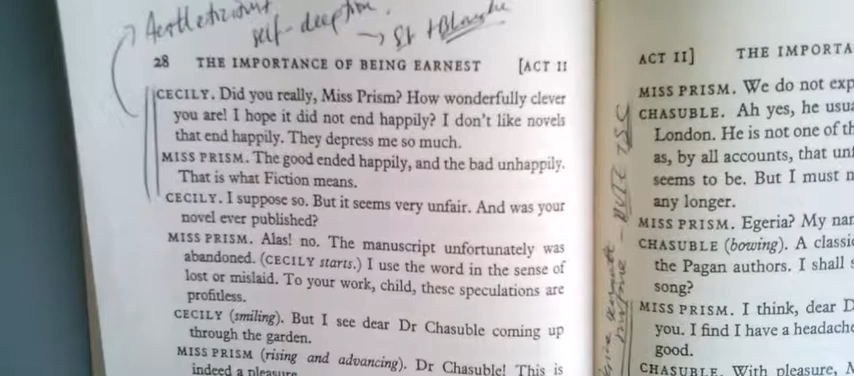 self-deception.
→ St + Blanche
28 THE IMPORTANCE OF BEING EARNEST [ACT II
CECILY. Did you really, Miss Prism? How wonderfully clever
you are! I hope it did not end happily? I don't like novels
that end happily. They depress me so much.
MISS PRISM. The good ended happily, and the bad unhappily.
That is what Fiction means.
CECILY. I suppose so. But it seems very unfair. And was your
novel ever published?
MISS PRISM. Alas! no. The manuscript unfortunately was
abandoned. (CECILY starts.) I use the word in the sense of
lost or mislaid. To your work, child, these speculations are
profitless.
CECILY (smiling). But I see dear Dr Chasuble coming up
through the garden.
MISS PRISM (rising and advancing). Dr Chasuble! This is
indeed a pleasure
ACT II] THE IMPORTA
MISS PRISM. We do not exp
CHASUBLE. Ah yes, he usua
London. He is not one of th
as, by all accounts, that unf
seems to be. But I must n
any longer.
MISS PRISM. Egeria? My nar
CHASUBLE (bowing). A classic
the Pagan authors. I shall s
song?
MISS PRISM. I think, dear D
you. I find I have a headache
good.
CHASUBLE. With pleasure, M